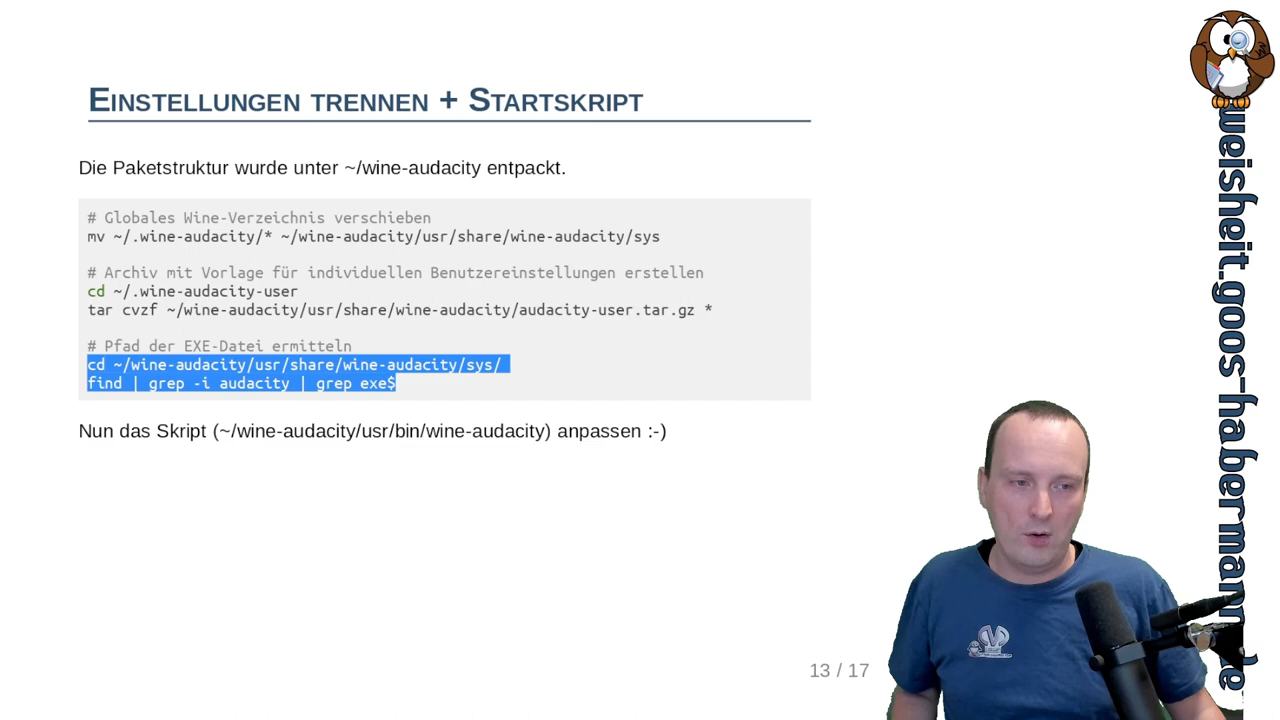 Einstellungen trennen + Startskript
Die Paketstruktur wurde unter ~/wine-audacity entpackt.
# Globales Wine-Verzeichnis verschieben
mv ~/.wine-audacity/* ~/wine-audacity/usr/share/wine-audacity/sys
# Archiv mit Vorlage für individuellen Benutzereinstellungen erstellen
cd ~/.wine-audacity-user
tar cvzf ~/wine-audacity/usr/share/wine-audacity/audacity-user.tar.gz *
# Pfad der EXE-Datei ermitteln
cd ~/wine-audacity/usr/share/wine-audacity/sys/
find | grep -i audacity | grep exe$
Nun das Skript (~/wine-audacity/usr/bin/wine-audacity) anpassen :-)
13 / 17
weisheit.goos-habermann.de